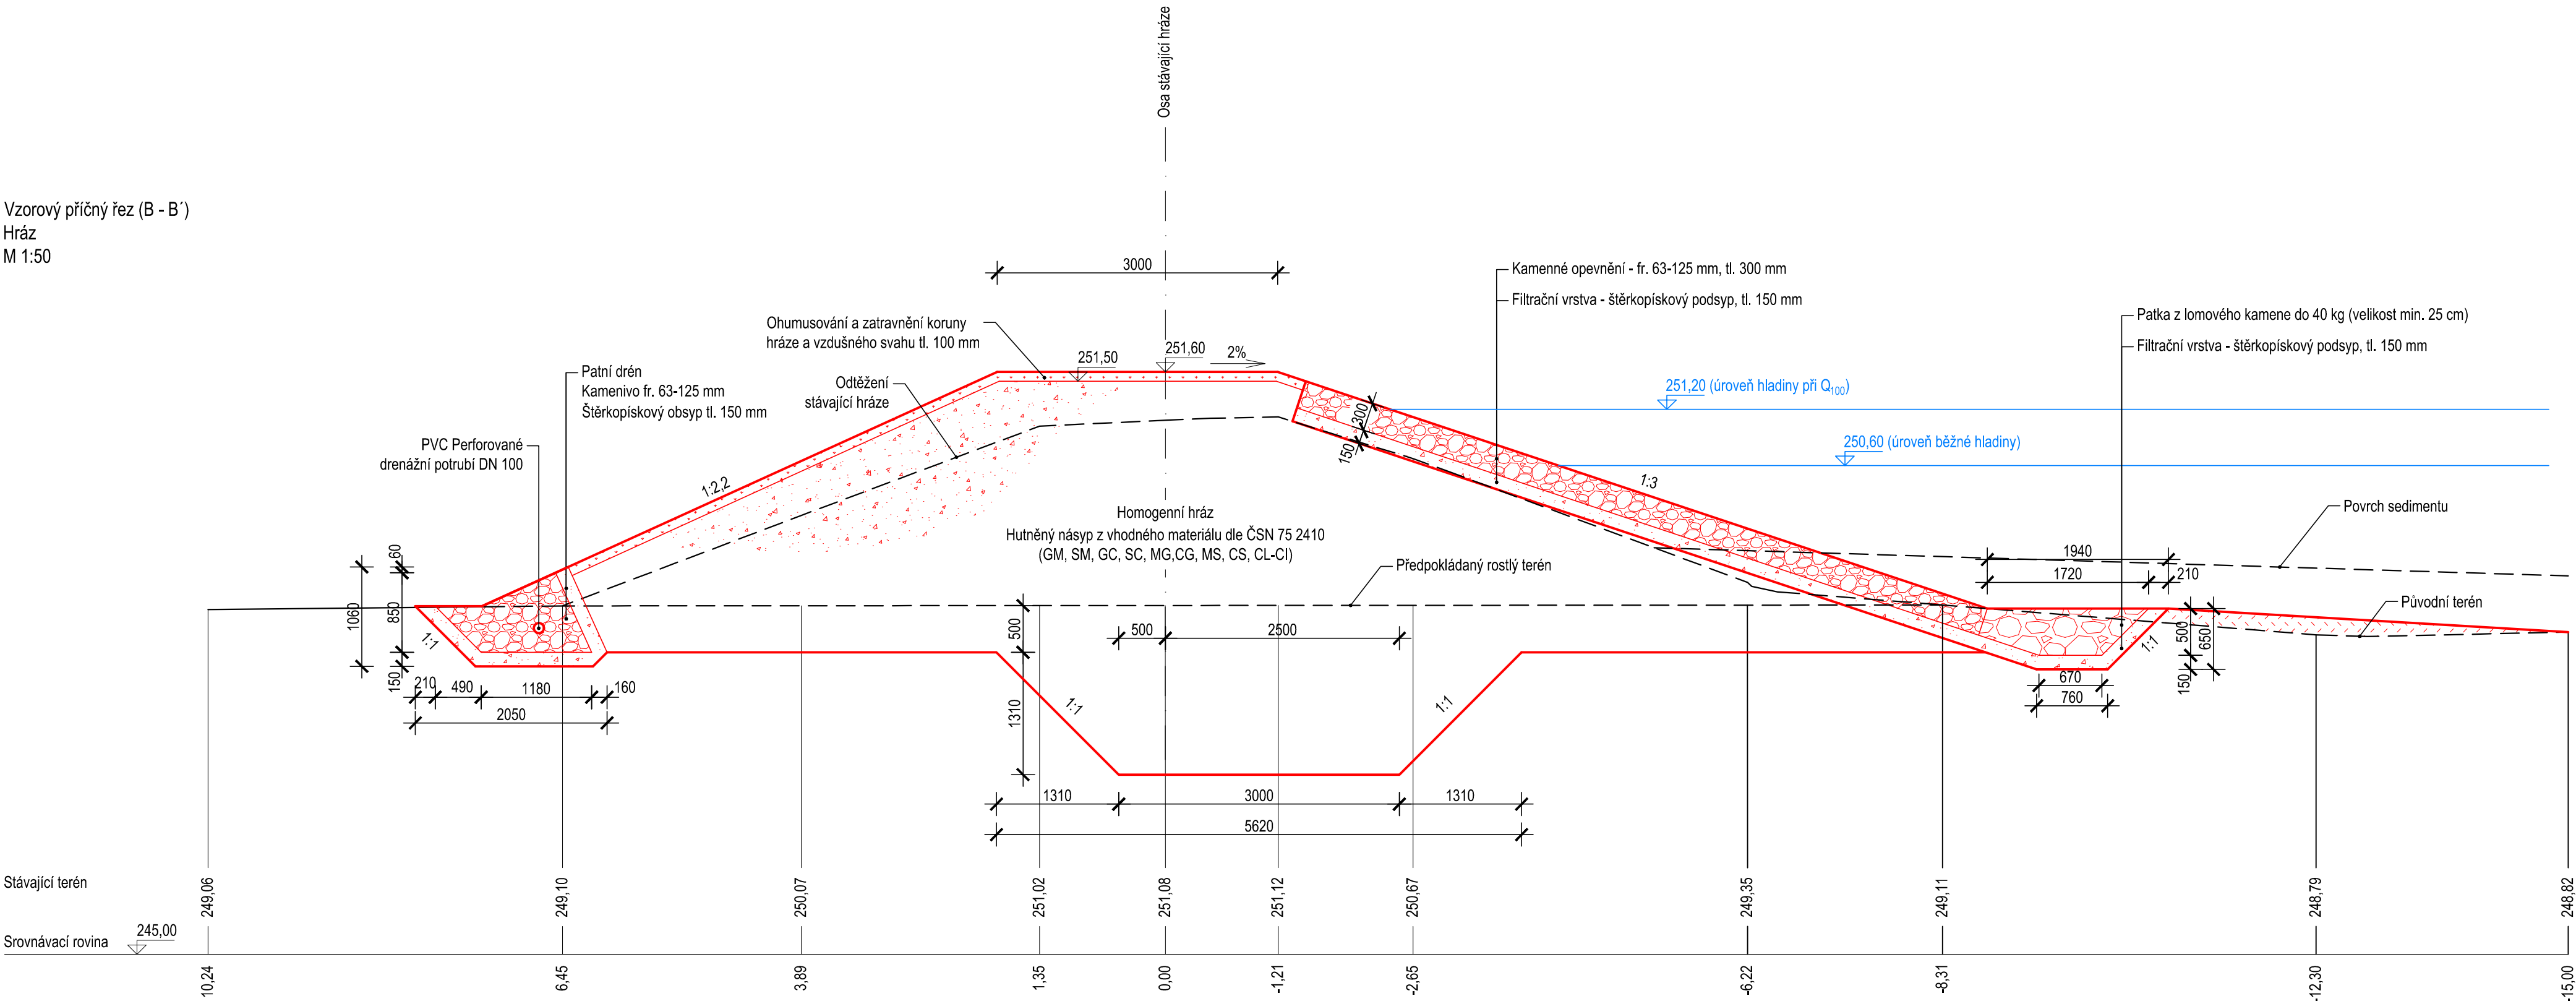 Osa stávající hráze
Vzorový příčný řez (B - B´)
Hráz
M 1:50
3000
Kamenné opevnění - fr. 63-125 mm, tl. 300 mm
Filtrační vrstva - štěrkopískový podsyp, tl. 150 mm
Patka z lomového kamene do 40 kg (velikost min. 25 cm)
Filtrační vrstva - štěrkopískový podsyp, tl. 150 mm
Ohumusování a zatravnění koruny
hráze a vzdušného svahu tl. 100 mm
251,50
251,60
2%
Patní drén
Kamenivo fr. 63-125 mm
Štěrkopískový obsyp tl. 150 mm
Odtěžení
stávající hráze
251,20 (úroveň hladiny při Q100)
300
150
250,60 (úroveň běžné hladiny)
PVC Perforované
drenážní potrubí DN 100
1:2,2
1:3
Homogenní hráz
Hutněný násyp z vhodného materiálu dle ČSN 75 2410
(GM, SM, GC, SC, MG,CG, MS, CS, CL-CI)
Povrch sedimentu
Předpokládaný rostlý terén
Původní terén
1940
1720
210
60
850
1060
150
1:1
500
500
2500
500
650
150
1:1
210
490
1180
160
2050
670
760
1310
1:1
1:1
1310
3000
1310
5620
Stávající terén
249,06
249,10
250,07
251,02
251,08
251,12
250,67
249,35
249,11
248,79
248,82
Srovnávací rovina
245,00
10,24
6,45
3,89
1,35
0,00
-1,21
-2,65
-6,22
-8,31
-12,30
-15,00